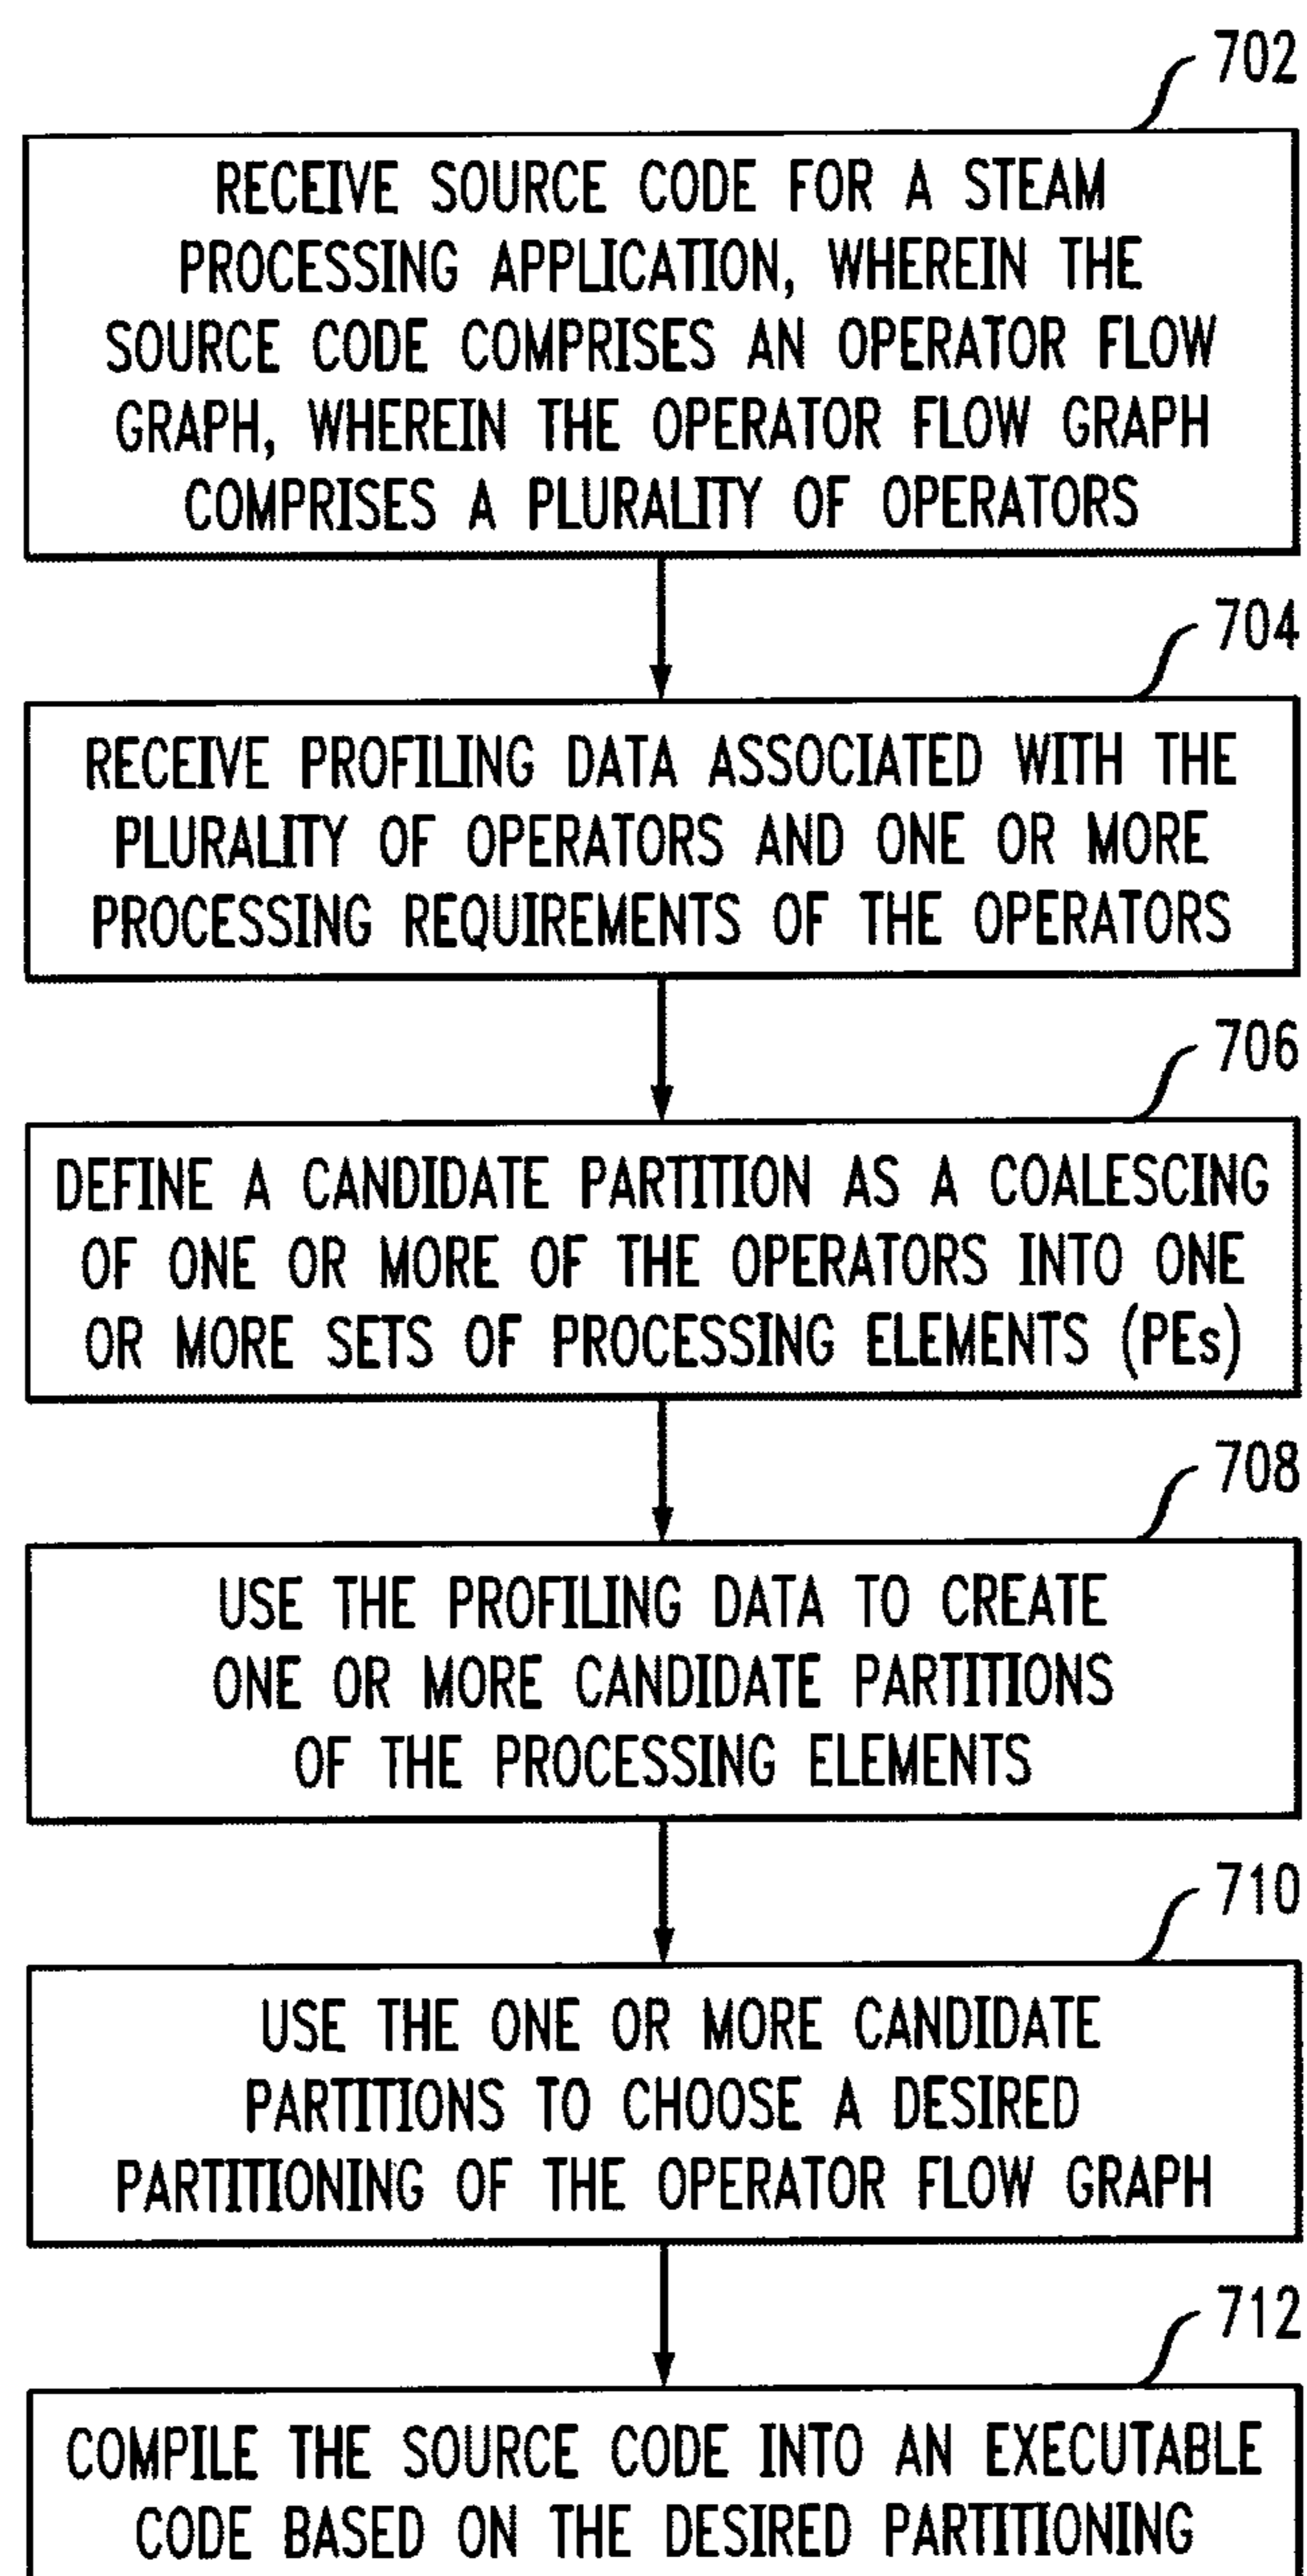 702
RECEIVE SOURCE CODE FOR A STEAM
PROCESSING APPLICATION, WHEREIN THE
SOURCE CODE COMPRISES AN OPERATOR FLOW
GRAPH, WHEREIN THE OPERATOR FLOW GRAPH
COMPRISES A PLURALITY OF OPERATORS
704
RECEIVE PROFILING DATA ASSOCIATED WITH THE
PLURALITY OF OPERATORS AND ONE OR MORE
PROCESSING REQUIREMENTS OF THE OPERATORS
706
DEFINE A CANDIDATE PARTITION AS A COALESCING
OF ONE OR MORE OF THE OPERATORS INTO ONE
OR MORE SETS OF PROCESSING ELEMENTS (PEs)
708
USE THE PROFILING DATA TO CREATE
ONE OR MORE CANDIDATE PARTITIONS
OF THE PROCESSING ELEMENTS
710
USE THE ONE OR MORE CANDIDATE
PARTITIONS TO CHOOSE A DESIRED
PARTITIONING OF THE OPERATOR FLOW GRAPH
712
COMPILE THE SOURCE CODE INTO AN EXECUTABLE
CODE BASED ON THE DESIRED PARTITIONING